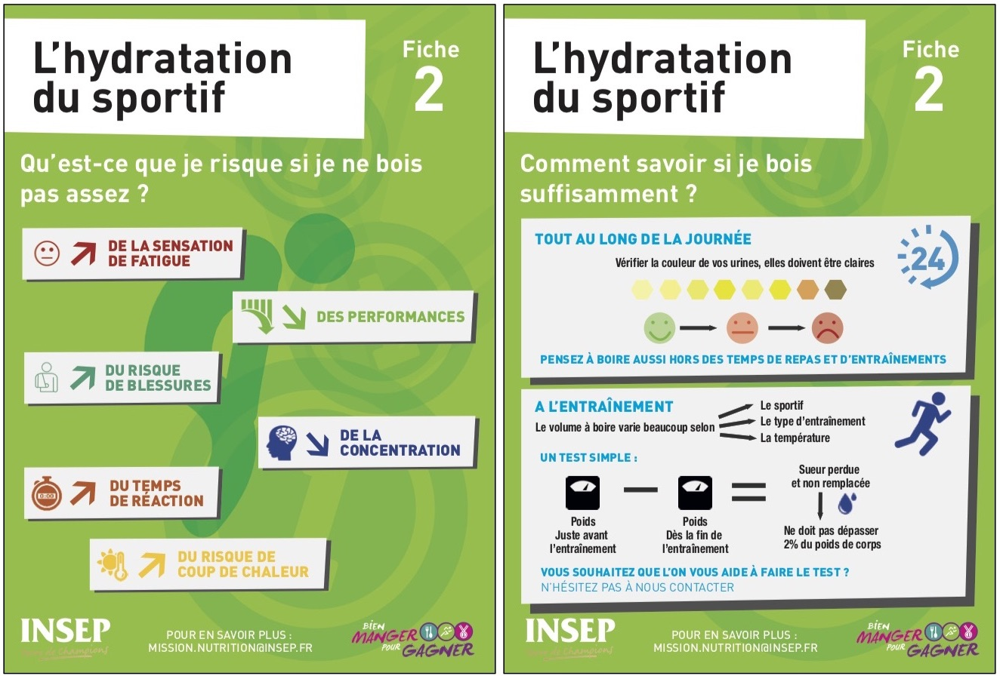 L’hydratation
du sportif
Fiche
2
Qu’est-ce que je risque si je ne bois
pas assez ?
DE LA SENSATION
DE FATIGUE
DES PERFORMANCES
DU RISQUE
DE BLESSURES
DE LA
CONCENTRATION
0:00
DU TEMPS
DE RÉACTION
DU RISQUE DE
COUP DE CHALEUR
INSEP
POUR EN SAVOIR PLUS :
MISSION.NUTRITION@INSEP.FR
BIEN
MANGER
POUR
GAGNER
L’hydratation
du sportif
Fiche
2
Comment savoir si je bois
suffisamment ?
TOUT AU LONG DE LA JOURNÉE
24
Vérifier la couleur de vos urines, elles doivent être claires
PENSEZ À BOIRE AUSSI HORS DES TEMPS DE REPAS ET D’ENTRAÎNEMENTS
A L’ENTRAÎNEMENT
Le volume à boire varie beaucoup selon
Le sportif
Le type d’entraînement
La température
UN TEST SIMPLE :
Poids
Juste avant
l’entraînement
Poids
Dès la fin de
l’entraînement
Sueur perdue
et non remplacée
Ne doit pas dépasser
2% du poids de corps
VOUS SOUHAITEZ QUE L’ON VOUS AIDE À FAIRE LE TEST ?
N’HÉSITEZ PAS À NOUS CONTACTER
INSEP
POUR EN SAVOIR PLUS :
MISSION.NUTRITION@INSEP.FR
BIEN
MANGER
POUR
GAGNER